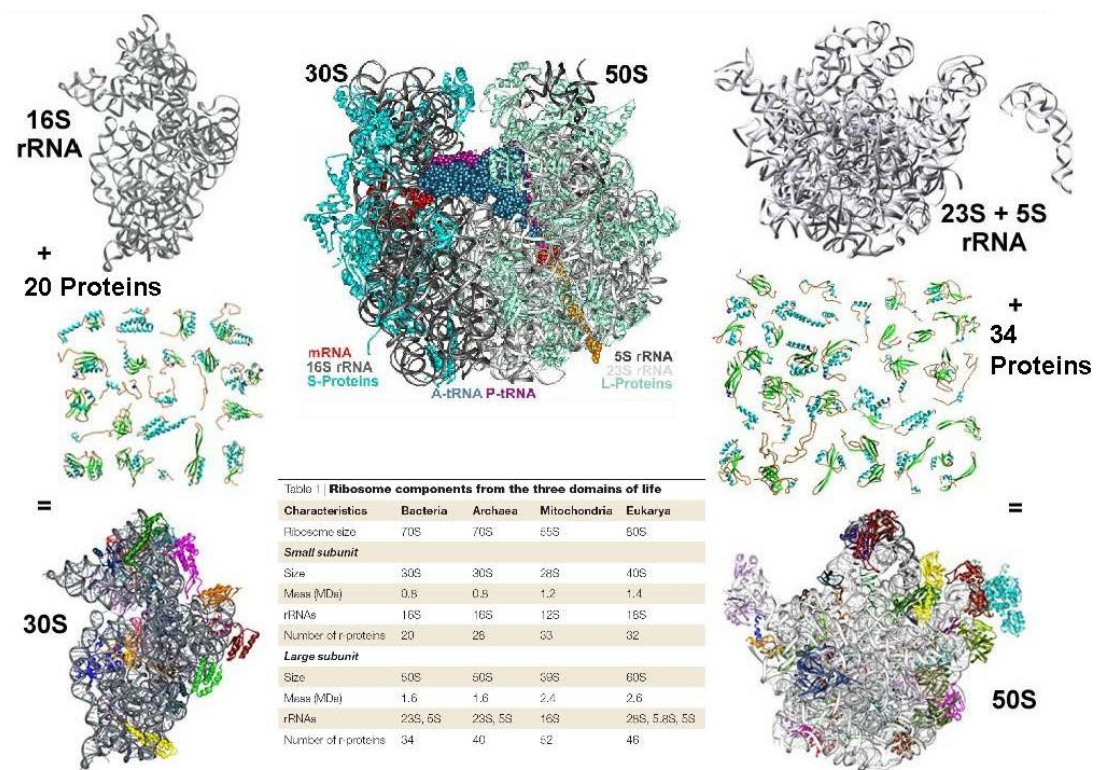 16S
rRNA
+
20 Proteins
=
30S
30S 50S
mRNA
16S rRNA
S-Proteins
A-tRNA P-tRNA
5S rRNA
23S rRNA
L-Proteins
23S + 5S
rRNA
+
34
Proteins
=
50S
Table 1 | Ribosome components from the three domains of life
Characteristics Bacteria Archaea Mitochondria Eukarya
Ribosome size 70S 70S 55S 80S
Small subunit
Size 30S 30S 28S 40S
Mass (MDs) 0.8 0.8 1.2 1.4
rRNAs 16S 16S 12S 18S
Number of r-proteins 20 28 33 32
Large subunit
Size 50S 50S 39S 60S
Mass (MDs) 1.6 1.6 2.4 2.6
rRNAs 23S, 5S 23S, 5S 16S 28S, 5.8S, 5S
Number of r-proteins 34 40 52 46